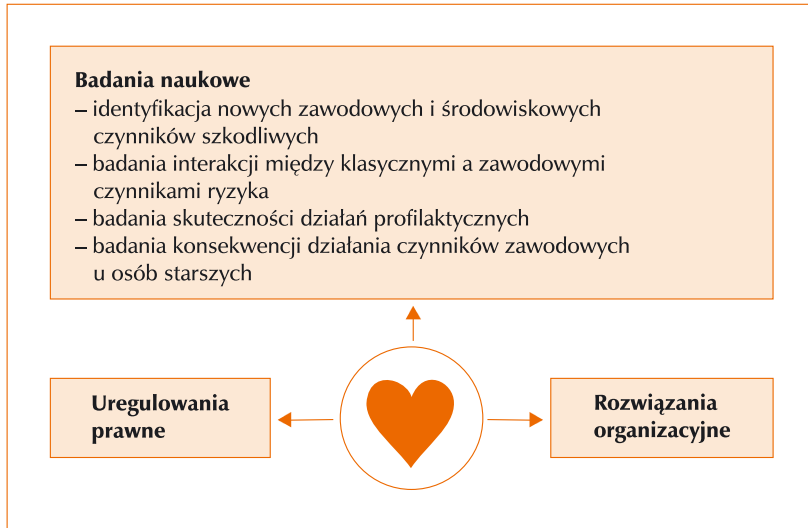 Badania naukowe
– identyfikacja nowych zawodowych i środowiskowych
czynników szkodliwych
– badania interakcji między klasycznymi a zawodowymi
czynnikami ryzyka
– badania skuteczności działań profilaktycznych
– badania konsekwencji działania czynników zawodowych
u osób starszych
Uregulowania
prawne
Rozwiązania
organizacyjne